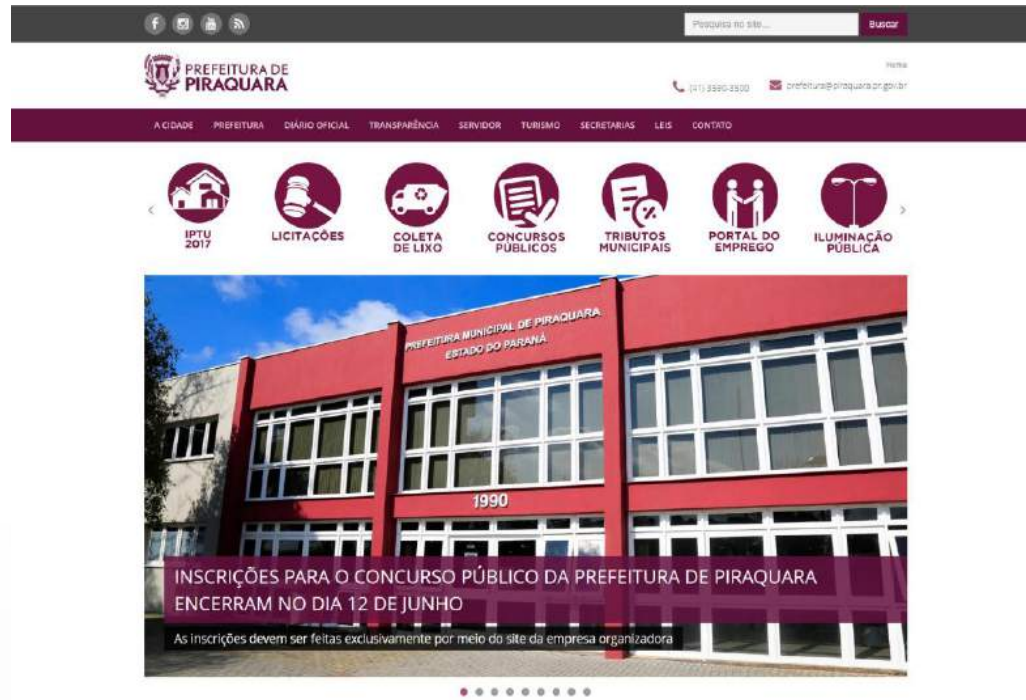 Pesquisa no site...
Buscar
PREFEITURA DE
PIRAQUARA
Home
prefeitura@piraquara.pr.gov.br
A CIDADE PREFEITURA DIÁRIO OFICIAL TRANSPARÊNCIA SERVIDOR TURISMO SECRETARIAS LEIS CONTATO
IPTU
2017
LICITAÇÕES
COLETA
DE LIXO
CONCURSOS
PÚBLICOS
TRIBUTOS
MUNICIPAIS
PORTAL DO
EMPREGO
ILUMINAÇÃO
PÚBLICA
PREFEITURA MUNICIPAL DE PIRAQUARA
ESTADO DO PARANÁ
1990
INSCRIÇÕES PARA O CONCURSO PÚBLICO DA PREFEITURA DE PIRAQUARA
ENCERRAM NO DIA 12 DE JUNHO
As inscrições devem ser feitas exclusivamente por meio do site da empresa organizadora